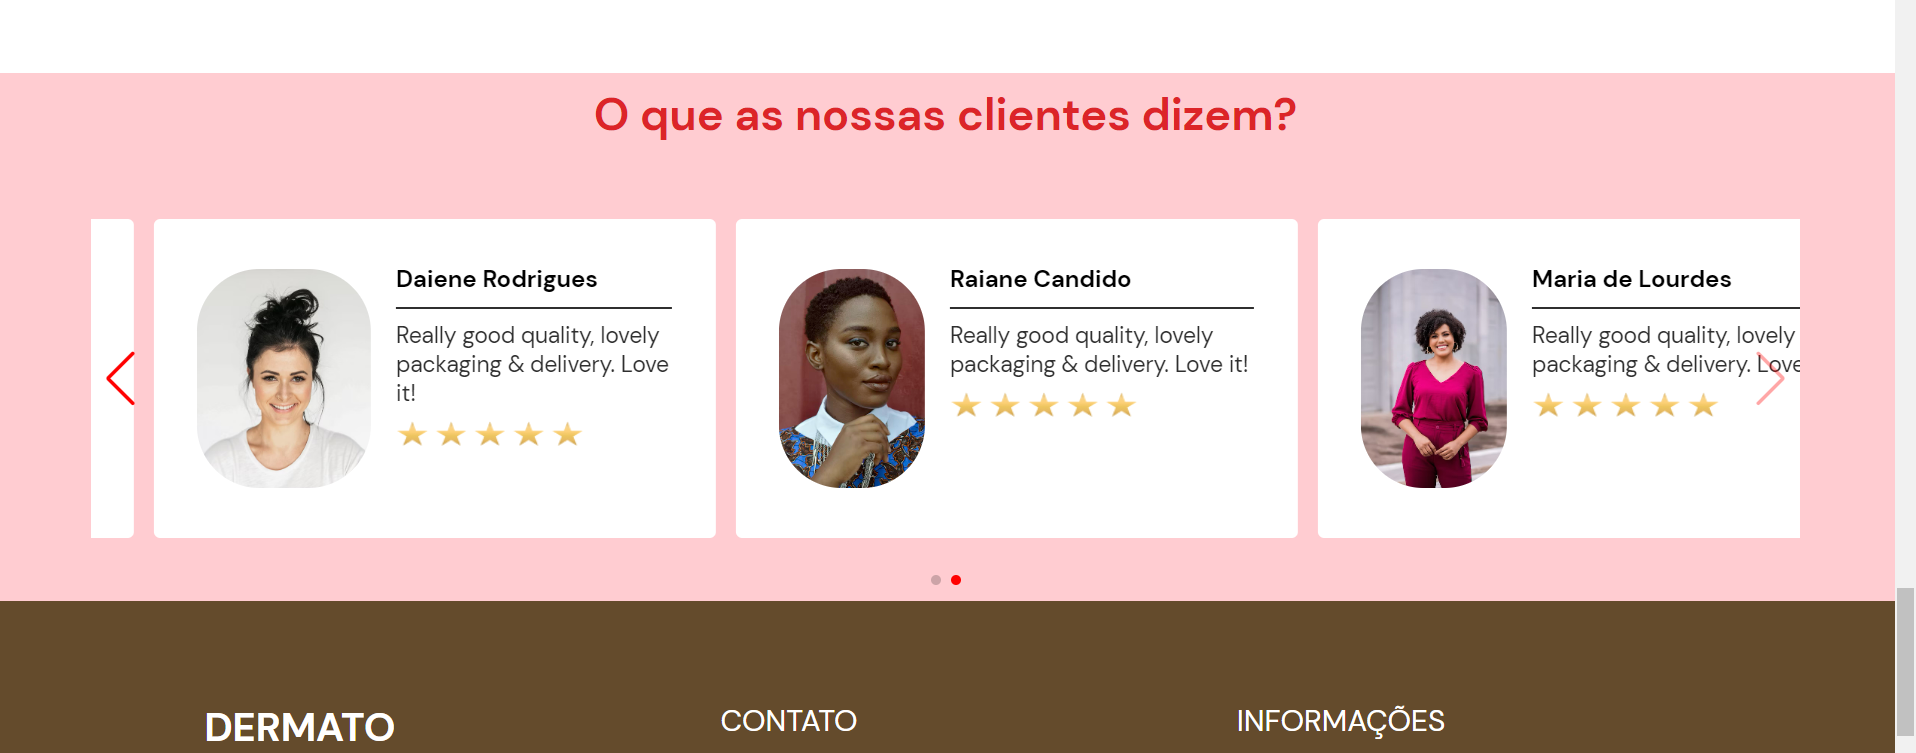 O que as nossas clientes dizem?
Daiene Rodrigues
Really good quality, lovely
packaging & delivery. Love
it!
Raiane Candido
Really good quality, lovely
packaging & delivery. Love it!
Maria de Lourdes
Really good quality, lovely
packaging & delivery. Love
DERMATO
CONTATO
INFORMAÇÕES